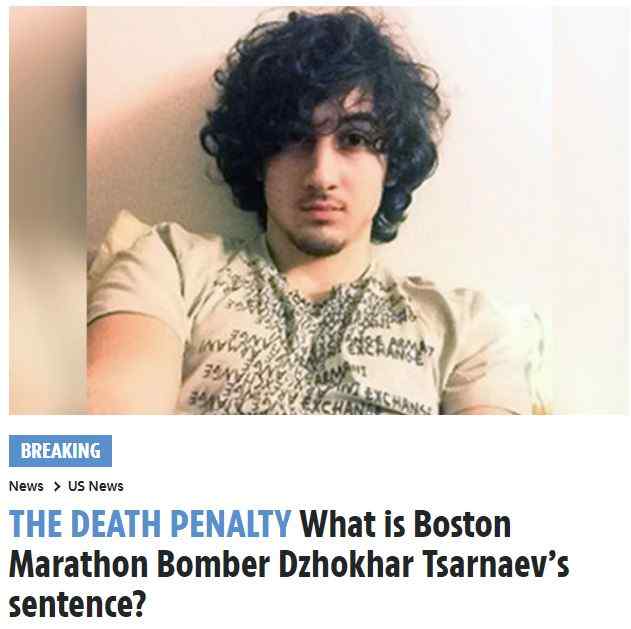 BREAKING
News > US News
THE DEATH PENALTY What is Boston
Marathon Bomber Dzhokhar Tsarnaev's
sentence?